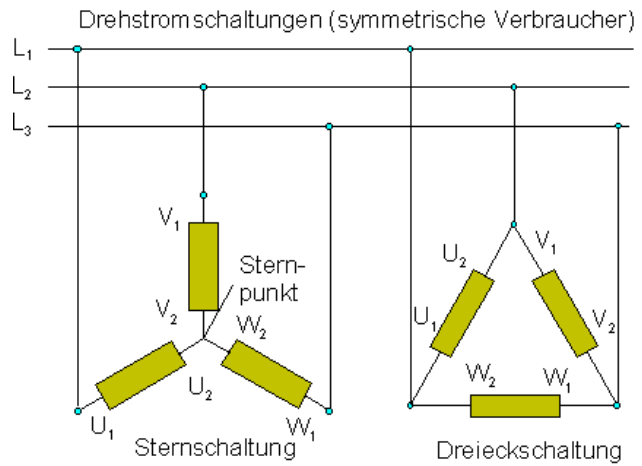 Drehstromschaltungen (symmetrische Verbraucher)
L1
L2
L3
V1
Stern-
punkt
V2
W2
U2
U1
W1
Sternschaltung
V1
U2
U1
V2
W2
W1
Dreieckschaltung